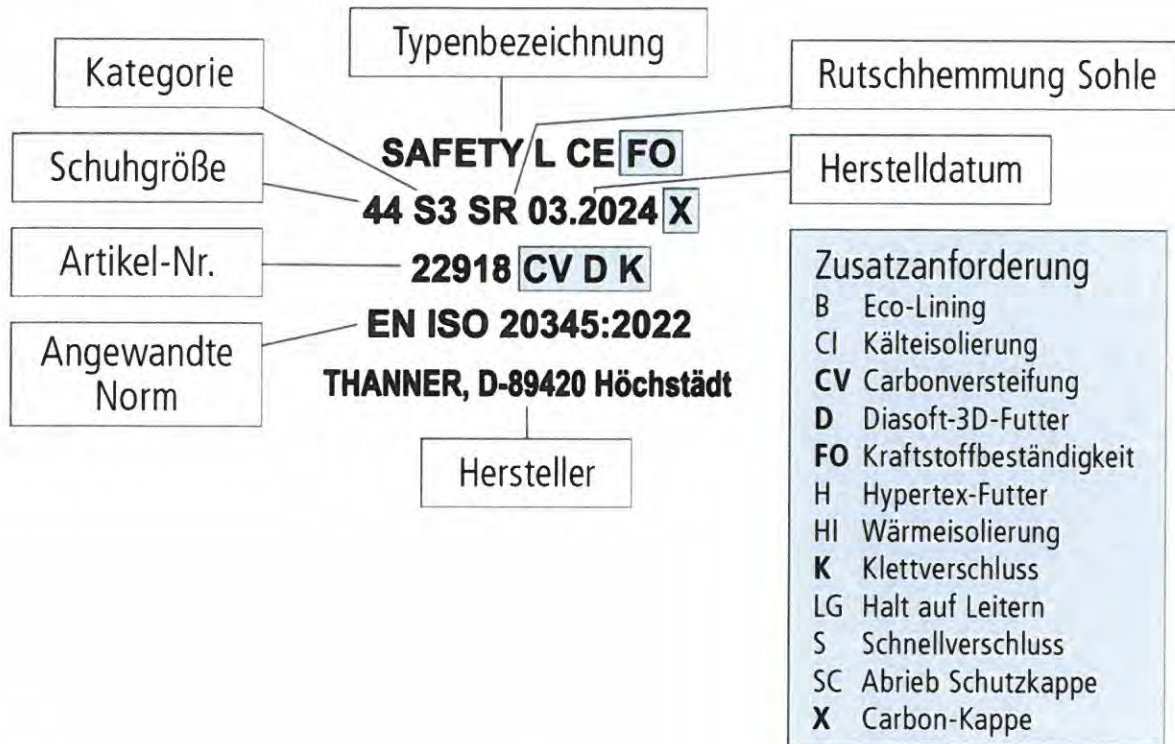 Typenbezeichnung
Kategorie
Rutschhemmung Sohle
SAFETY L CE FO
Schuhgröße
Herstelldatum
44 S3 SR 03.2024 X
Artikel-Nr.
22918 CV D K
Angewandte
Norm
EN ISO 20345:2022
THANNER, D-89420 Höchstädt
Hersteller
Zusatzanforderung
B Eco-Lining
CI Kälteisolierung
CV Carbonversteifung
D Diasoft-3D-Futter
FO Kraftstoffbeständigkeit
H Hypertex-Futter
HI Wärmeisolierung
K Klettverschluss
LG Halt auf Leitern
S Schnellverschluss
SC Abrieb Schutzkappe
X Carbon-Kappe